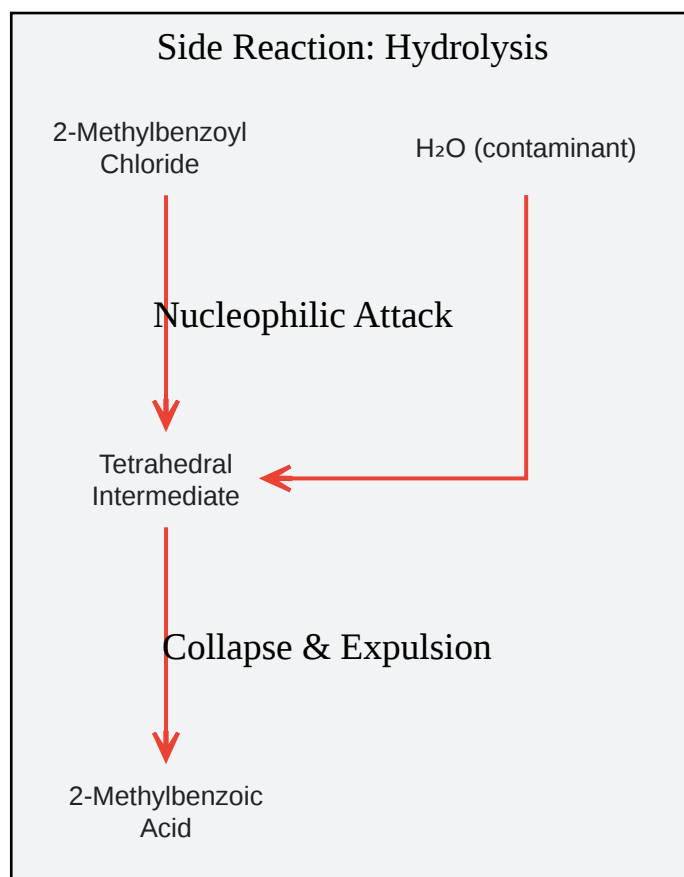 Side Reaction: Hydrolysis
2-Methylbenzoyl
Chloride
H₂O (contaminant)
Nucleophilic Attack
Tetrahedral
Intermediate
Collapse & Expulsion
2-Methylbenzoic
Acid